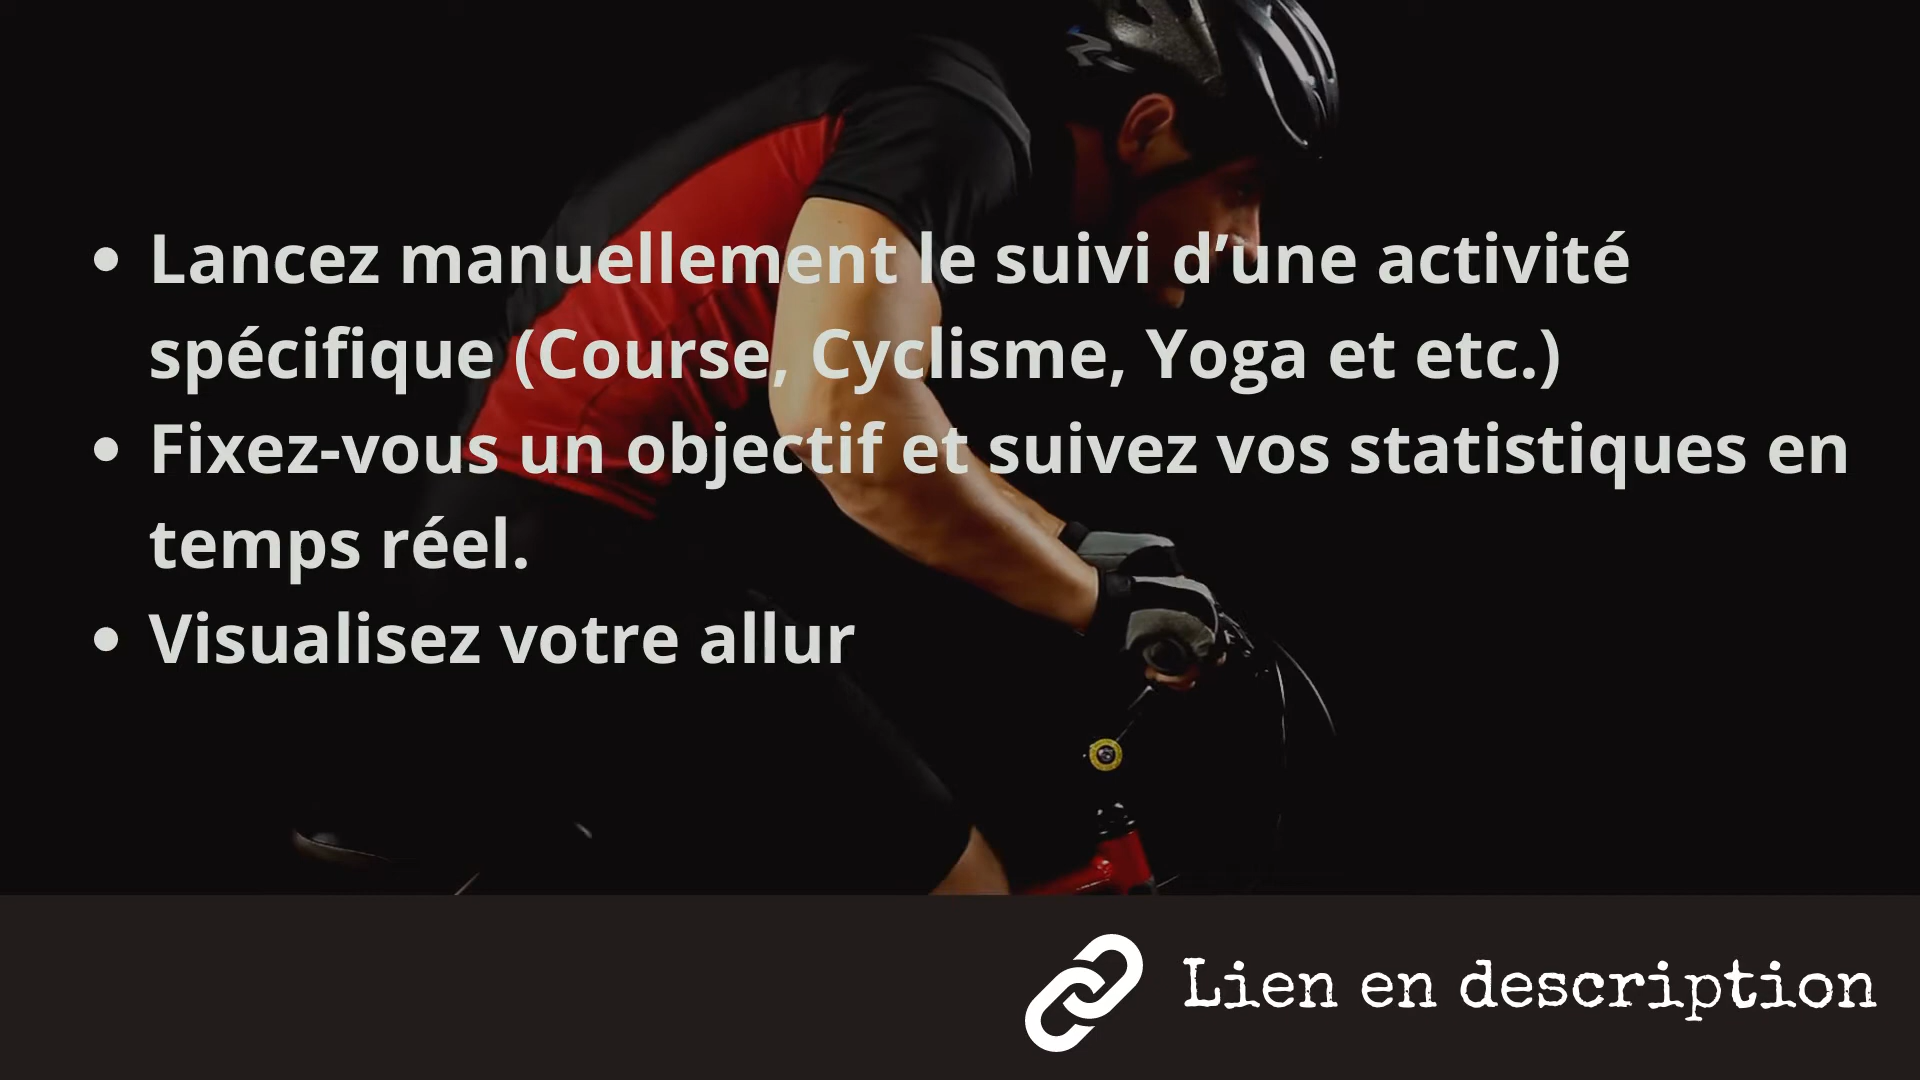 • Lancez manuellement le suivi d’une activité
spécifique (Course, Cyclisme, Yoga et etc.)
• Fixez-vous un objectif et suivez vos statistiques en
temps réel.
• Visualisez votre allur
Lien en description